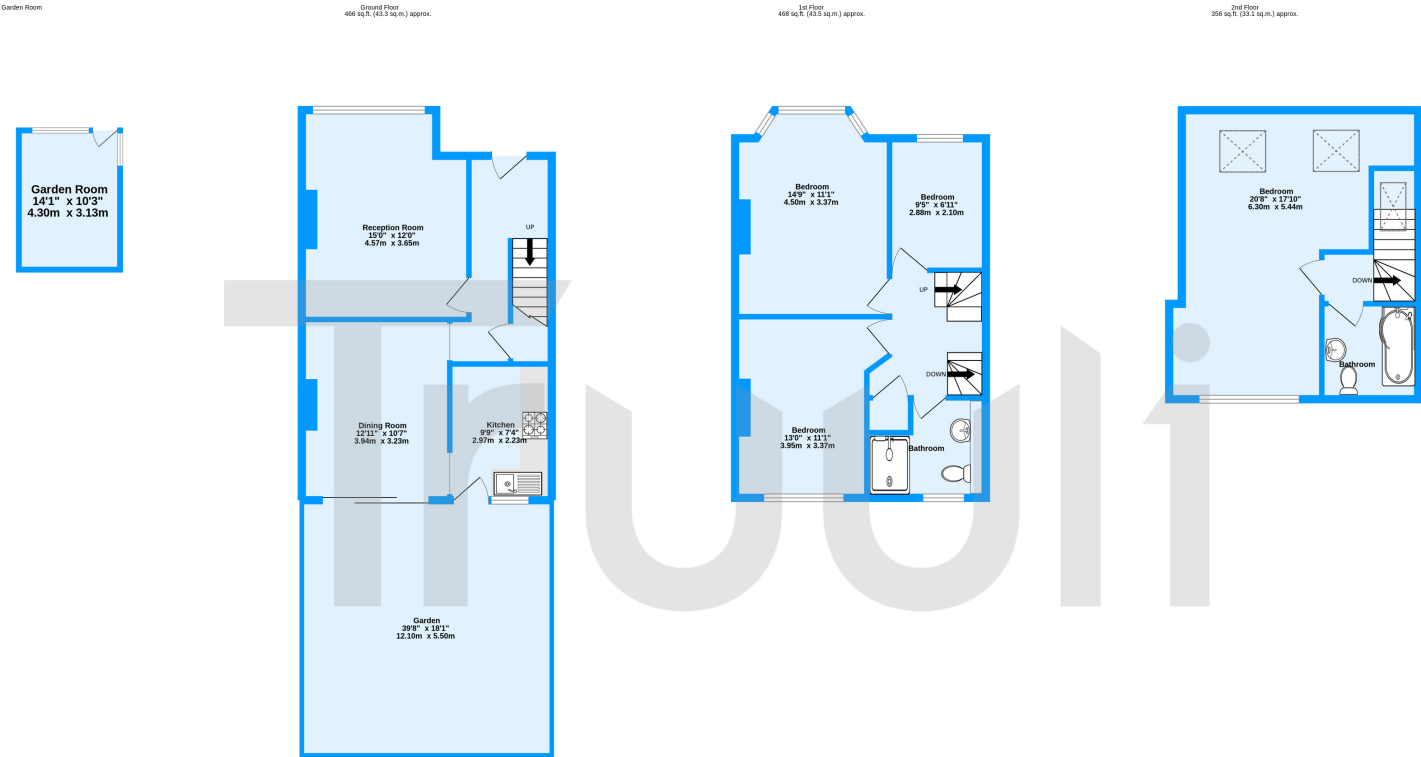 Garden Room
Ground Floor
466 sq.ft. (43.3 sq.m.) approx.
1st Floor
468 sq.ft. (43.5 sq.m.) approx.
2nd Floor
356 sq.ft. (33.1 sq.m.) approx.
Garden Room
14'1" x 10'3"
4.30m x 3.13m
Reception Room
15'0" x 12'0"
4.57m x 3.65m
UP
Dining Room
12'11" x 10'7"
3.94m x 3.23m
Kitchen
9'9" x 7'4"
2.97m x 2.23m
Garden
39'8" x 18'1"
12.10m x 5.50m
Bedroom
14'9" x 11'1"
4.50m x 3.37m
Bedroom
9'5" x 6'11"
2.88m x 2.10m
UP
DOWN
Bedroom
13'0" x 11'1"
3.95m x 3.37m
Bathroom
Bedroom
20'8" x 17'10"
6.30m x 5.44m
DOWN
Bathroom
Truuli